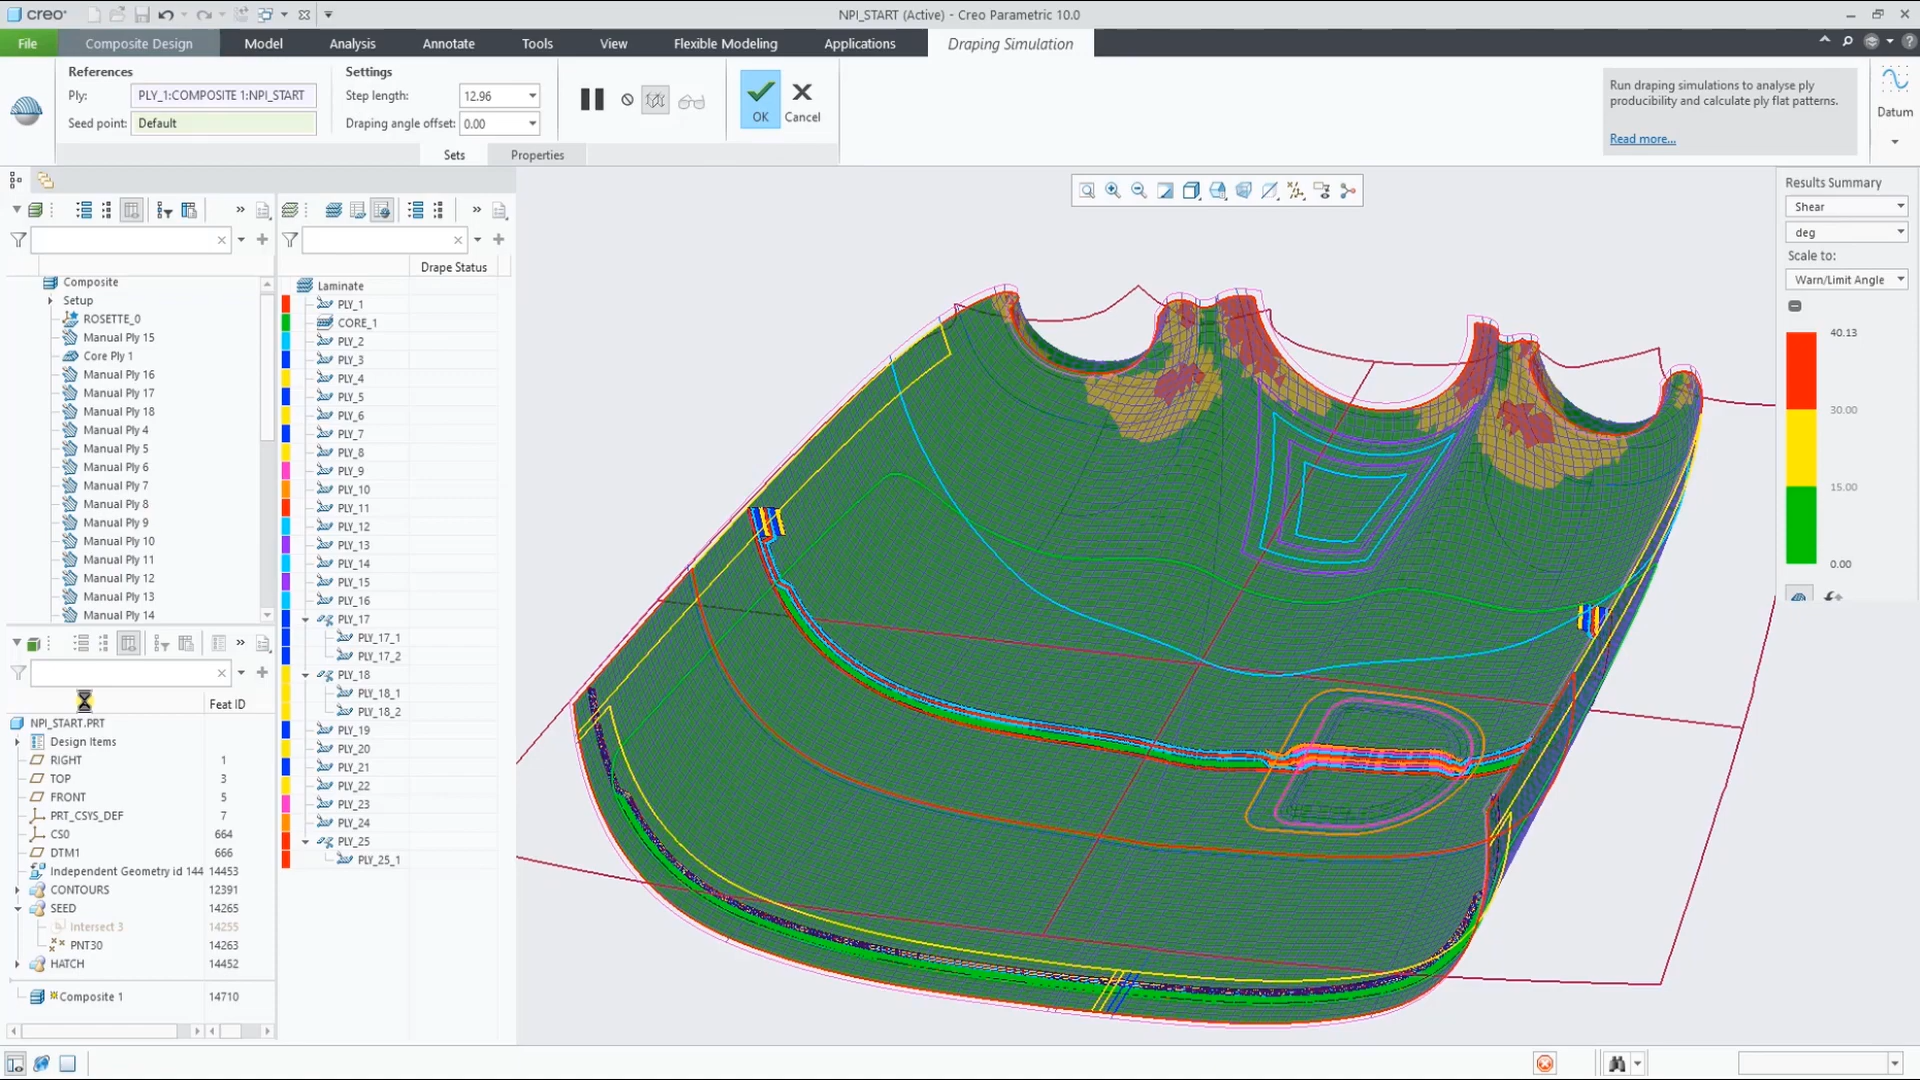 creo
NPI_START (Active) - Creo Parametric 10.0
File
Composite Design
Model
Analysis
Annotate
Tools
View
Flexible Modeling
Applications
Draping Simulation
References
Ply:
PLY_1:COMPOSITE 1:NPI_START
Seed point:
Default
Settings
Step length:
12.96
Draping angle offset:
0.00
OK
Cancel
Run draping simulations to analyse ply
producibility and calculate ply flat patterns.
Read more...
Datum
Sets
Properties
Composite
Setup
ROSETTE_0
Manual Ply 15
Core Ply 1
Manual Ply 16
Manual Ply 17
Manual Ply 18
Manual Ply 4
Manual Ply 5
Manual Ply 6
Manual Ply 7
Manual Ply 8
Manual Ply 9
Manual Ply 10
Manual Ply 11
Manual Ply 12
Manual Ply 13
Manual Ply 14
Feat ID
NPI_START.PRT
Design Items
RIGHT 1
TOP 3
FRONT 5
PRT_CSYS_DEF 7
CS0 664
DTM1 666
Independent Geometry id 144 14453
CONTOURS 12391
SEED 14265
Intersect 3 14255
PNT30 14263
HATCH 14452
Composite 1 14710
Drape Status
Laminate
PLY_1
CORE_1
PLY_2
PLY_3
PLY_4
PLY_5
PLY_6
PLY_7
PLY_8
PLY_9
PLY_10
PLY_11
PLY_12
PLY_13
PLY_14
PLY_15
PLY_16
PLY_17
PLY_17_1
PLY_17_2
PLY_18
PLY_18_1
PLY_18_2
PLY_19
PLY_20
PLY_21
PLY_22
PLY_23
PLY_24
PLY_25
PLY_25_1
Results Summary
Shear
deg
Scale to:
Warn/Limit Angle
40.13
30.00
15.00
0.00